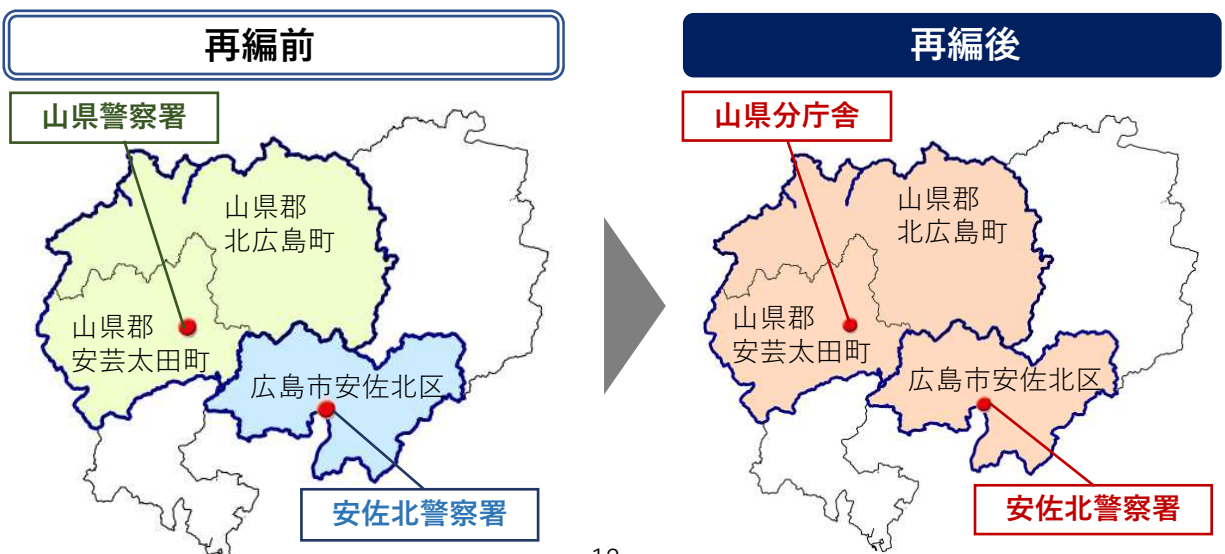 再編前
再編後
山県警察署
山県郡
北広島町
山県郡
安芸太田町
広島市安佐北区
安佐北警察署
山県分庁舎
山県郡
北広島町
山県郡
安芸太田町
広島市安佐北区
安佐北警察署